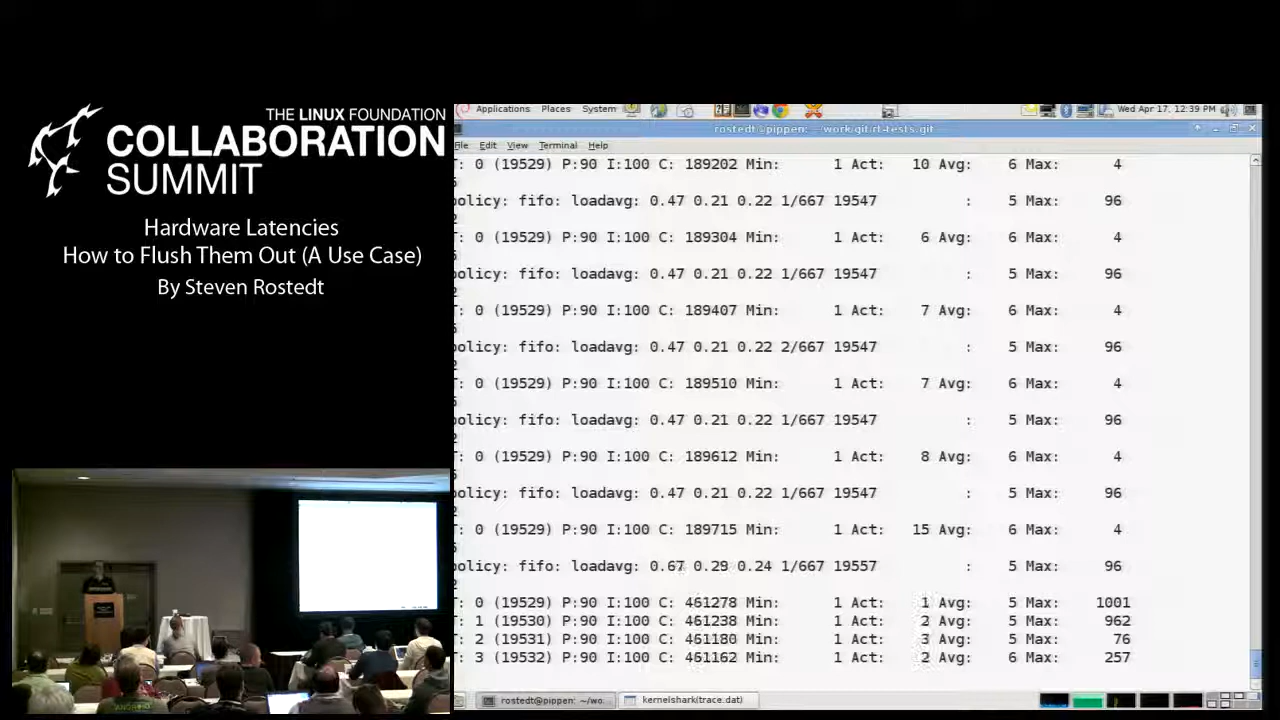 THE LINUX FOUNDATION
COLLABORATION
SUMMIT
Hardware Latencies
How to Flush Them Out (A Use Case)
By Steven Rostedt
Applications Places System Wed Apr 17, 12:39 PM
rostedt@pippen: ~/work/git/rt-tests.git
File Edit View Terminal Help
T: 0 (19529) P:90 I:100 C: 189202 Min: 1 Act: 10 Avg: 6 Max: 4
policy: fifo: loadavg: 0.47 0.21 0.22 1/667 19547 : 5 Max: 96
T: 0 (19529) P:90 I:100 C: 189304 Min: 1 Act: 6 Avg: 6 Max: 4
policy: fifo: loadavg: 0.47 0.21 0.22 1/667 19547 : 5 Max: 96
T: 0 (19529) P:90 I:100 C: 189407 Min: 1 Act: 7 Avg: 6 Max: 4
policy: fifo: loadavg: 0.47 0.21 0.22 2/667 19547 : 5 Max: 96
T: 0 (19529) P:90 I:100 C: 189510 Min: 1 Act: 7 Avg: 6 Max: 4
policy: fifo: loadavg: 0.47 0.21 0.22 1/667 19547 : 5 Max: 96
T: 0 (19529) P:90 I:100 C: 189612 Min: 1 Act: 8 Avg: 6 Max: 4
policy: fifo: loadavg: 0.47 0.21 0.22 1/667 19547 : 5 Max: 96
T: 0 (19529) P:90 I:100 C: 189715 Min: 1 Act: 15 Avg: 6 Max: 4
policy: fifo: loadavg: 0.67 0.29 0.24 1/667 19557 : 5 Max: 96
T: 0 (19529) P:90 I:100 C: 461278 Min: 1 Act: 1 Avg: 5 Max: 1001
T: 1 (19530) P:90 I:100 C: 461238 Min: 1 Act: 2 Avg: 5 Max: 962
T: 2 (19531) P:90 I:100 C: 461180 Min: 1 Act: 3 Avg: 5 Max: 76
T: 3 (19532) P:90 I:100 C: 461162 Min: 1 Act: 2 Avg: 6 Max: 257
rostedt@pippen: ~/wo... kernelshark(trace.dat)